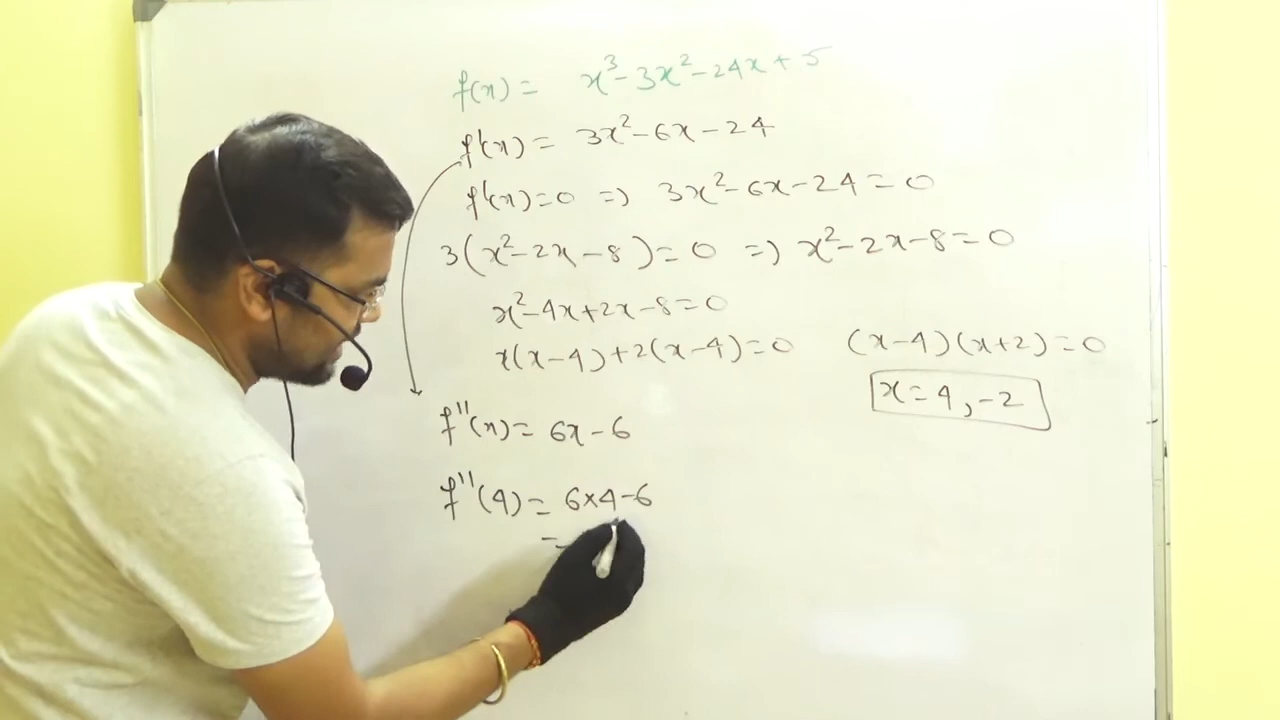 f(x) = x³-3x²-24x+5
f'(x) = 3x²-6x-24
f'(x)=0 => 3x²-6x-24=0
3(x²-2x-8)=0 => x²-2x-8=0
x²-4x+2x-8=0
x(x-4)+2(x-4)=0 (x-4)(x+2)=0
x=4,-2
f''(x)=6x-6
f''(4)=6×4-6
=